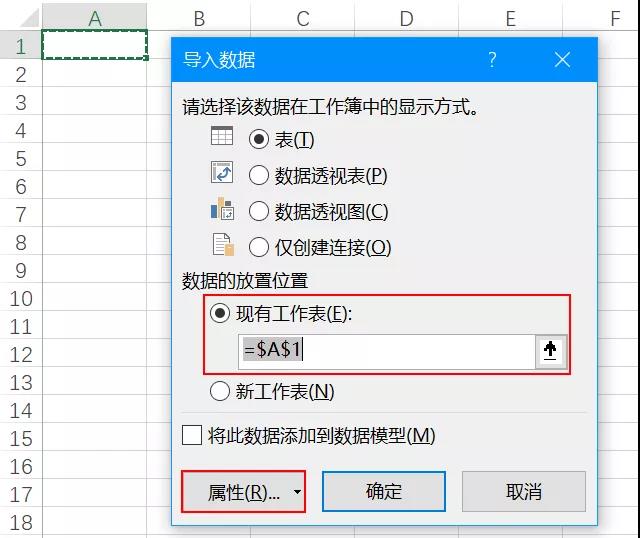 A B C D E F
1
2
3
4
5
6
7
8
9
10
11
12
13
14
15
16
17
18
导入数据 ?
请选择该数据在工作簿中的显示方式。
表(T)
数据透视表(P)
数据透视图(C)
仅创建连接(O)
数据的放置位置
现有工作表(E):
=$A$1
新工作表(N)
将此数据添加到数据模型(M)
属性(R)... 确定 取消